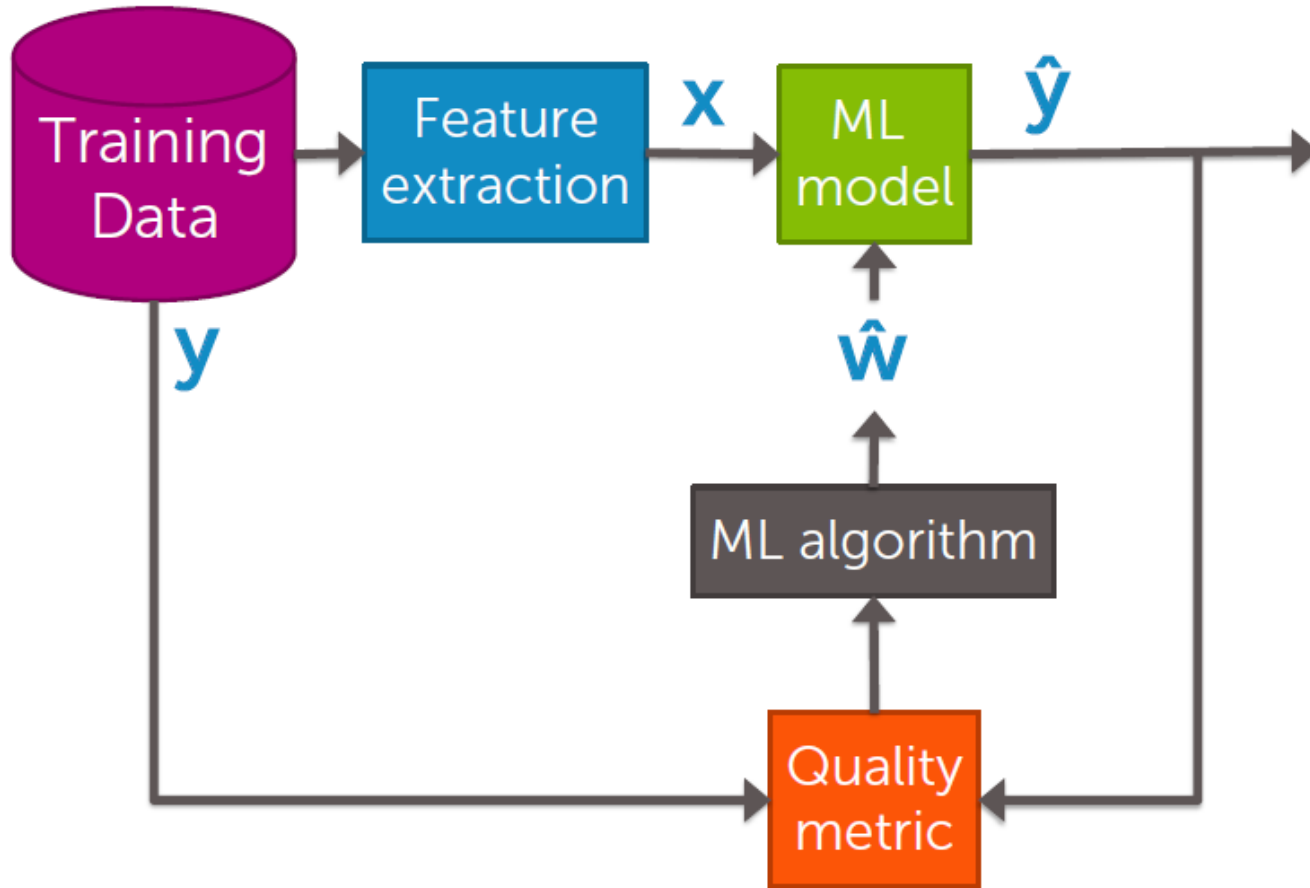 Training
Data
Feature
extraction
x
ML
model
ŷ
y
ŵ
ML algorithm
Quality
metric